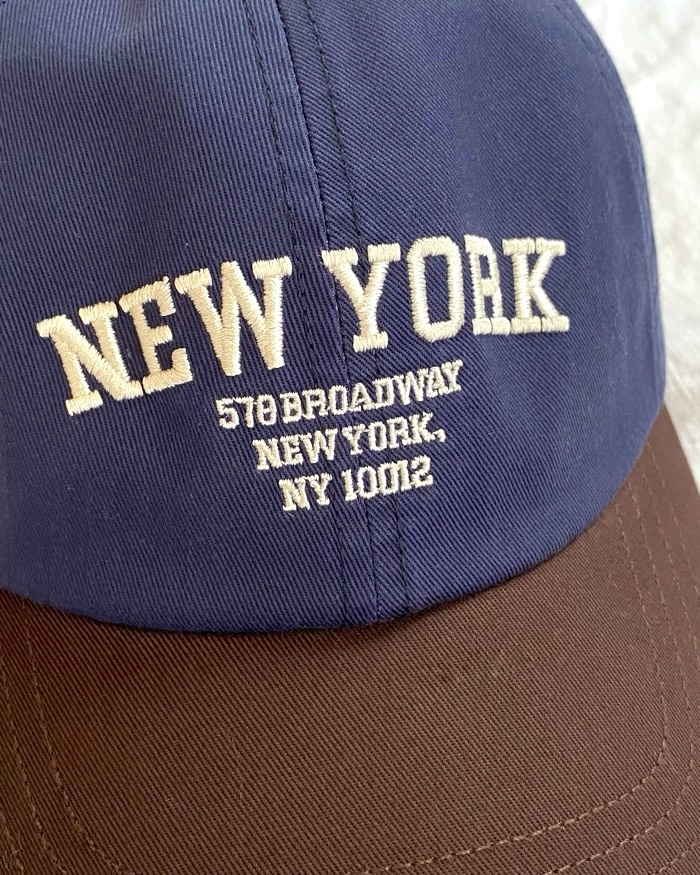 NEW YORK
578 BROADWAY
NEW YORK,
NY 10012